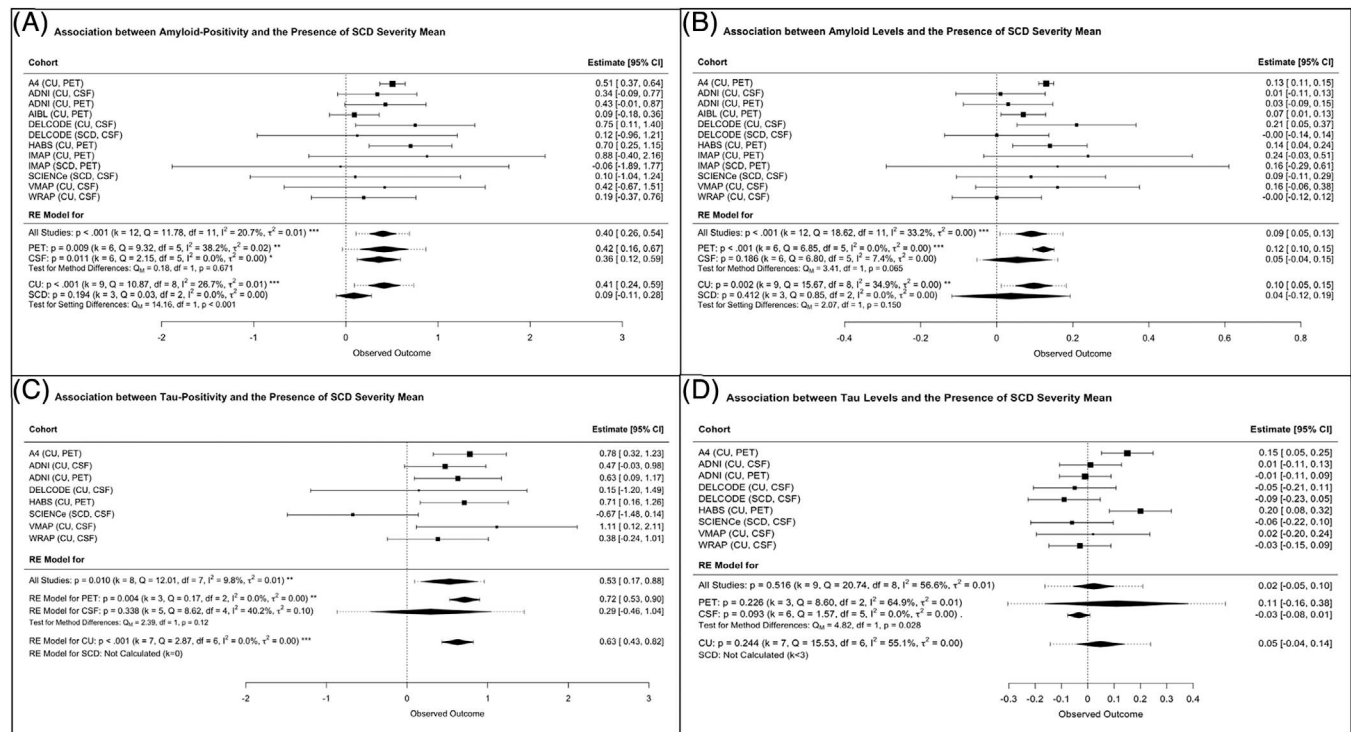 (A)
Association between Amyloid-Positivity and the Presence of SCD Severity Mean
Cohort Estimate [95% CI]
A4 (CU, PET) 0.51 [ 0.37, 0.64]
ADNI (CU, CSF) 0.34 [-0.09, 0.77]
ADNI (CU, PET) 0.43 [-0.01, 0.87]
AIBL (CU, PET) 0.09 [-0.18, 0.36]
DELCODE (CU, CSF) 0.75 [ 0.11, 1.40]
DELCODE (SCD, CSF) 0.12 [-0.96, 1.21]
HABS (CU, PET) 0.70 [ 0.25, 1.15]
IMAP (CU, PET) 0.88 [-0.40, 2.16]
IMAP (SCD, PET) -0.06 [-1.89, 1.77]
SCIENCe (SCD, CSF) 0.10 [-1.04, 1.24]
VMAP (CU, CSF) 0.42 [-0.67, 1.51]
WRAP (CU, CSF) 0.19 [-0.37, 0.76]
RE Model for
All Studies: p < .001 (k = 12, Q = 11.78, df = 11, I² = 20.7%, τ² = 0.01) *** 0.40 [0.26, 0.54]
PET: p = 0.009 (k = 6, Q = 9.32, df = 5, I² = 38.2%, τ² = 0.02) ** 0.42 [0.16, 0.67]
CSF: p = 0.011 (k = 6, Q = 2.15, df = 5, I² = 0.0%, τ² = 0.00) * 0.36 [0.12, 0.59]
Test for Method Differences: Q_M = 0.18, df = 1, p = 0.671
CU: p < .001 (k = 9, Q = 10.87, df = 8, I² = 26.7%, τ² = 0.01) *** 0.41 [0.24, 0.59]
SCD: p = 0.194 (k = 3, Q = 0.03, df = 2, I² = 0.0%, τ² = 0.00) 0.09 [-0.11, 0.28]
Test for Setting Differences: Q_M = 14.16, df = 1, p < 0.001
-2 -1 0 1 2 3
Observed Outcome
(B)
Association between Amyloid Levels and the Presence of SCD Severity Mean
Cohort Estimate [95% CI]
A4 (CU, PET) 0.13 [ 0.11, 0.15]
ADNI (CU, CSF) 0.01 [-0.11, 0.13]
ADNI (CU, PET) 0.03 [-0.09, 0.15]
AIBL (CU, PET) 0.07 [ 0.01, 0.13]
DELCODE (CU, CSF) 0.21 [ 0.05, 0.37]
DELCODE (SCD, CSF) -0.00 [-0.14, 0.14]
HABS (CU, PET) 0.14 [ 0.04, 0.24]
IMAP (CU, PET) 0.24 [-0.03, 0.51]
IMAP (SCD, PET) 0.16 [-0.29, 0.61]
SCIENCe (SCD, CSF) 0.09 [-0.11, 0.29]
VMAP (CU, CSF) 0.16 [-0.06, 0.38]
WRAP (CU, CSF) -0.00 [-0.12, 0.12]
RE Model for
All Studies: p < .001 (k = 12, Q = 18.62, df = 11, I² = 33.2%, τ² = 0.00) *** 0.09 [0.05, 0.13]
PET: p < .001 (k = 6, Q = 6.85, df = 5, I² = 0.0%, τ² = 0.00) *** 0.12 [0.10, 0.15]
CSF: p = 0.186 (k = 6, Q = 6.80, df = 5, I² = 7.4%, τ² = 0.00) 0.05 [-0.04, 0.15]
Test for Method Differences: Q_M = 3.41, df = 1, p = 0.065
CU: p = 0.002 (k = 9, Q = 15.67, df = 8, I² = 34.9%, τ² = 0.00) ** 0.10 [0.05, 0.15]
SCD: p = 0.412 (k = 3, Q = 0.85, df = 2, I² = 0.0%, τ² = 0.00) 0.04 [-0.12, 0.19]
Test for Setting Differences: Q_M = 2.07, df = 1, p = 0.150
-0.4 -0.2 0 0.2 0.4 0.6 0.8
Observed Outcome
(C)
Association between Tau-Positivity and the Presence of SCD Severity Mean
Cohort Estimate [95% CI]
A4 (CU, PET) 0.78 [ 0.32, 1.23]
ADNI (CU, CSF) 0.47 [-0.03, 0.98]
ADNI (CU, PET) 0.63 [ 0.09, 1.17]
DELCODE (CU, CSF) 0.15 [-1.20, 1.49]
HABS (CU, PET) 0.71 [ 0.16, 1.26]
SCIENCe (SCD, CSF) -0.67 [-1.48, 0.14]
VMAP (CU, CSF) 1.11 [ 0.12, 2.11]
WRAP (CU, CSF) 0.38 [-0.24, 1.01]
RE Model for
All Studies: p = 0.010 (k = 8, Q = 12.01, df = 7, I² = 9.8%, τ² = 0.01) ** 0.53 [0.17, 0.88]
RE Model for PET: p = 0.004 (k = 3, Q = 0.17, df = 2, I² = 0.0%, τ² = 0.00) ** 0.72 [0.53, 0.90]
RE Model for CSF: p = 0.338 (k = 5, Q = 8.62, df = 4, I² = 40.2%, τ² = 0.10) 0.29 [-0.46, 1.04]
Test for Method Differences: Q_M = 2.39, df = 1, p = 0.12
RE Model for CU: p < .001 (k = 7, Q = 2.87, df = 6, I² = 0.0%, τ² = 0.00) *** 0.63 [0.43, 0.82]
RE Model for SCD: Not Calculated (k=0)
-2 -1 0 1 2 3
Observed Outcome
(D)
Association between Tau Levels and the Presence of SCD Severity Mean
Cohort Estimate [95% CI]
A4 (CU, PET) 0.15 [ 0.05, 0.25]
ADNI (CU, CSF) 0.01 [-0.11, 0.13]
ADNI (CU, PET) -0.01 [-0.11, 0.09]
DELCODE (CU, CSF) -0.05 [-0.21, 0.11]
DELCODE (SCD, CSF) -0.09 [-0.23, 0.05]
HABS (CU, PET) 0.20 [ 0.08, 0.32]
SCIENCe (SCD, CSF) -0.06 [-0.22, 0.10]
VMAP (CU, CSF) 0.02 [-0.20, 0.24]
WRAP (CU, CSF) -0.03 [-0.15, 0.09]
RE Model for
All Studies: p = 0.516 (k = 9, Q = 20.74, df = 8, I² = 56.6%, τ² = 0.01) 0.02 [-0.05, 0.10]
PET: p = 0.226 (k = 3, Q = 8.60, df = 2, I² = 64.9%, τ² = 0.01) 0.11 [-0.16, 0.38]
CSF: p = 0.093 (k = 6, Q = 1.57, df = 5, I² = 0.0%, τ² = 0.00) . -0.03 [-0.08, 0.01]
Test for Method Differences: Q_M = 4.82, df = 1, p = 0.028
CU: p = 0.244 (k = 7, Q = 15.53, df = 6, I² = 55.1%, τ² = 0.00) 0.05 [-0.04, 0.14]
SCD: Not Calculated (k<3)
-0.3 -0.2 -0.1 0 0.1 0.2 0.3 0.4
Observed Outcome